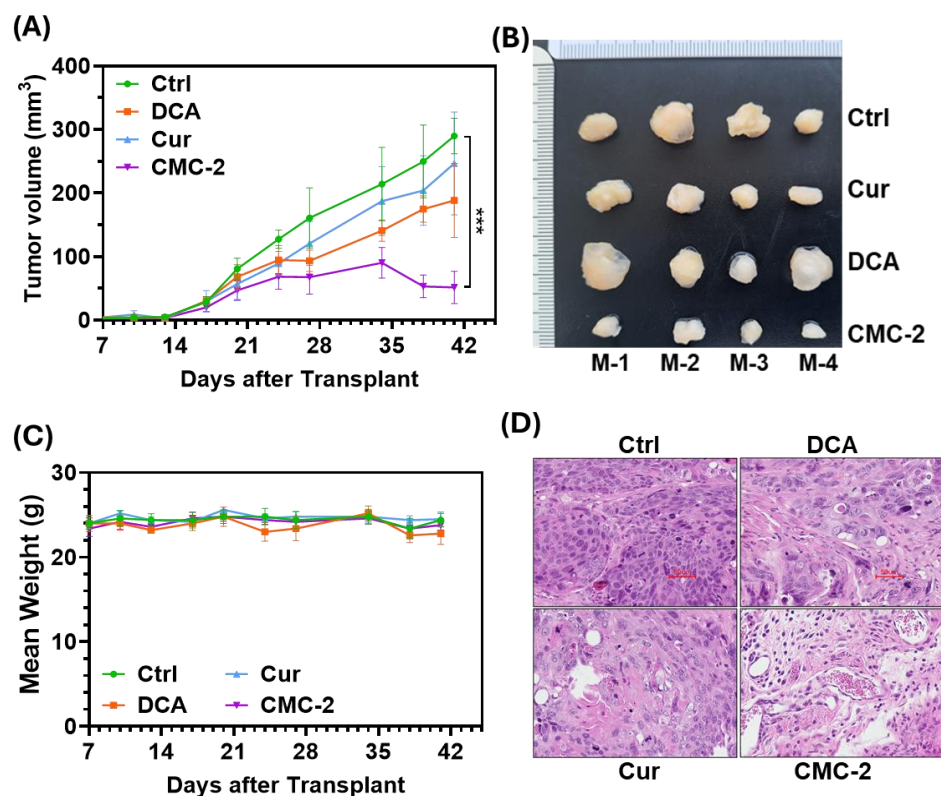 (A)
Tumor volume (mm³)
400
300
200
100
0
Ctrl
DCA
Cur
CMC-2
***
7 14 21 28 35 42
Days after Transplant
(B)
Ctrl
Cur
DCA
CMC-2
M-1 M-2 M-3 M-4
(C)
Mean Weight (g)
30
20
10
0
Ctrl Cur
DCA CMC-2
7 14 21 28 35 42
Days after Transplant
(D)
Ctrl DCA
Cur CMC-2